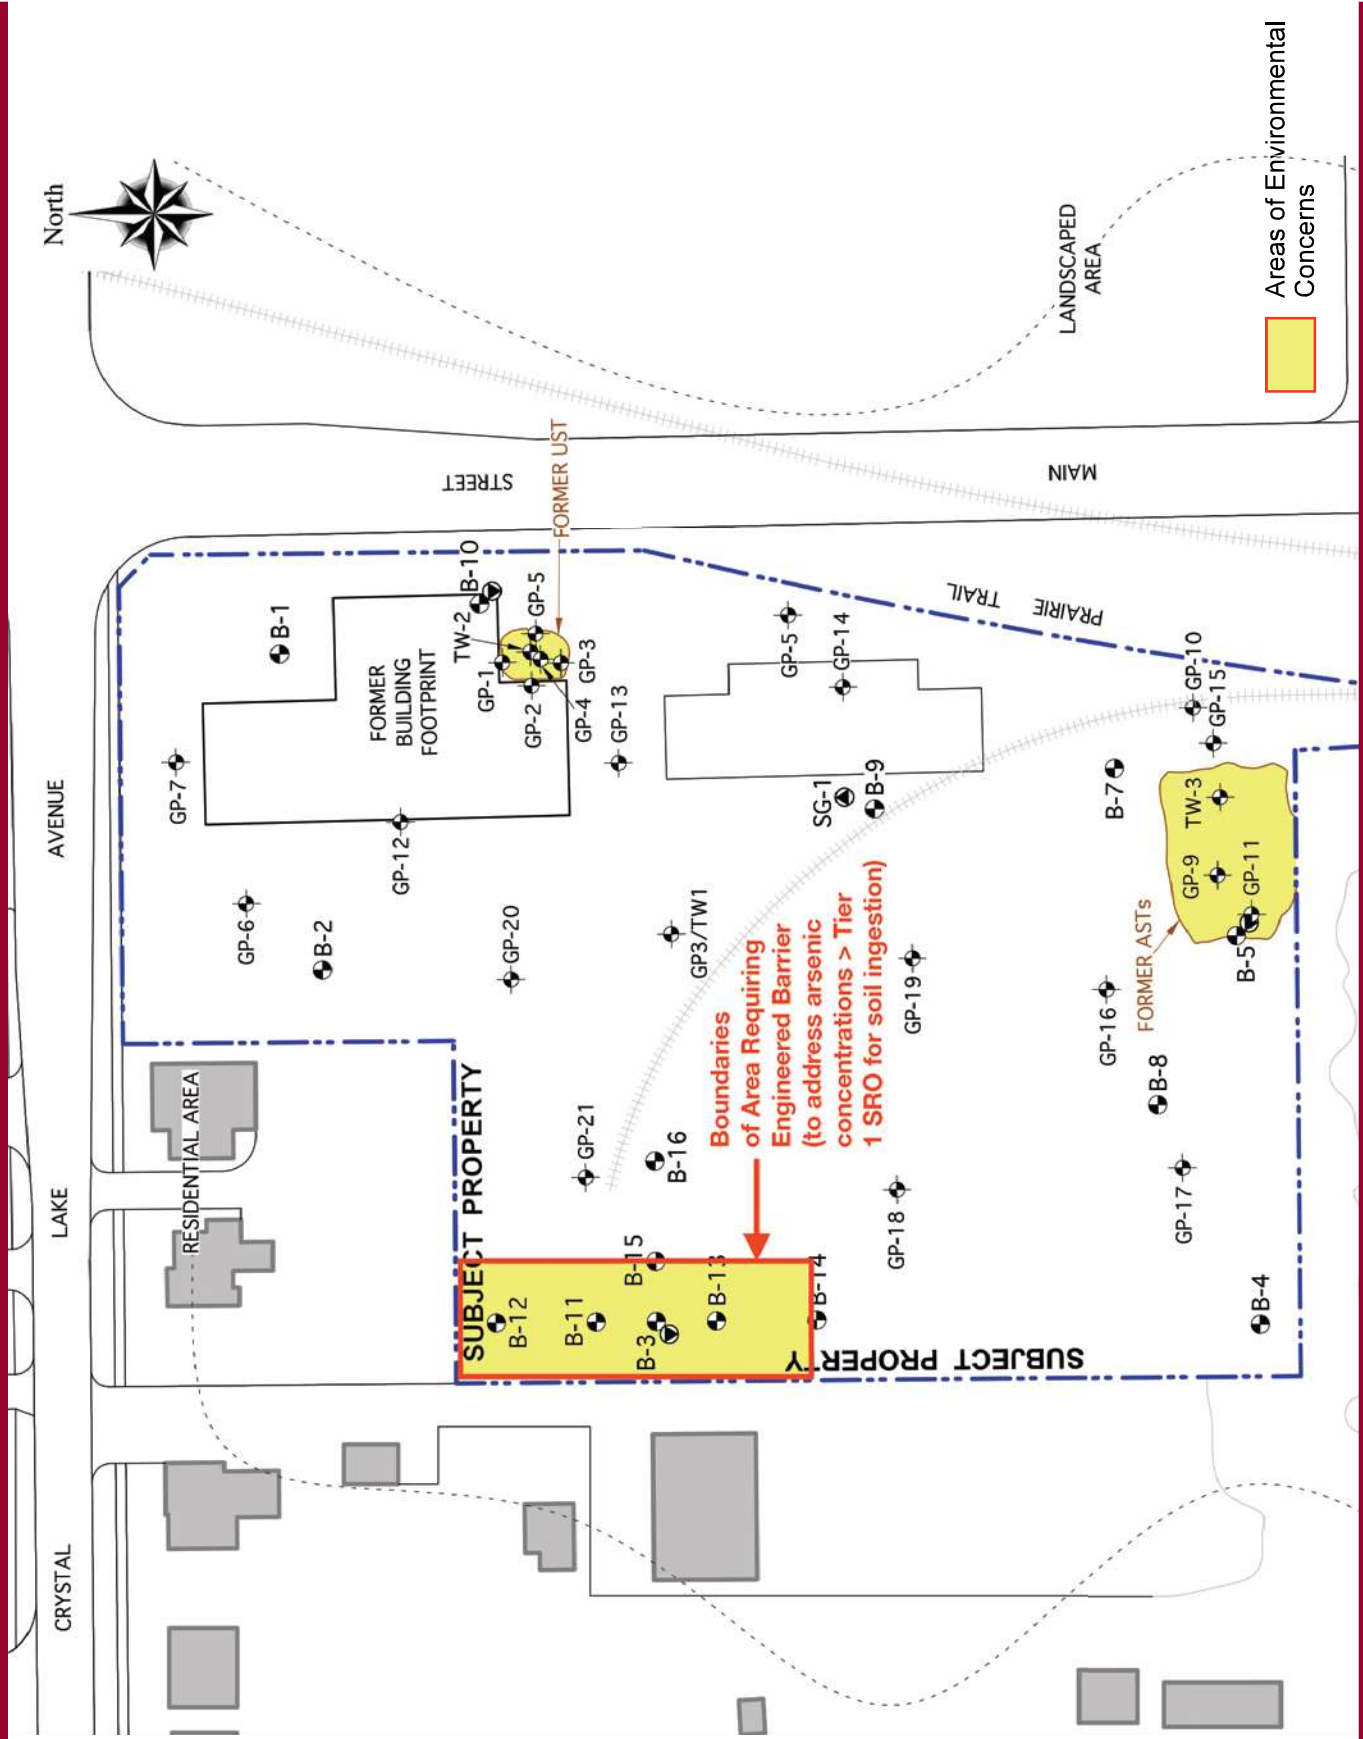 North
CRYSTAL
LAKE
AVENUE
STREET
MAIN
PRAIRIE
TRAIL
LANDSCAPED
AREA
Areas of Environmental
Concerns
RESIDENTIAL AREA
SUBJECT PROPERTY
SUBJECT PROPERTY
FORMER
BUILDING
FOOTPRINT
FORMER UST
FORMER ASTs
Boundaries
of Area Requiring
Engineered Barrier
(to address arsenic
concentrations > Tier
1 SRO for soil ingestion)
B-1
GP-7
GP-12
GP-6
B-2
GP-20
B-10
TW-2
GP-5
GP-1
GP-2
GP-3
GP-4
GP-13
GP-5
GP-14
SG-1
B-9
GP3/TW1
GP-10
GP-15
B-7
TW-3
GP-9
GP-11
B-5
GP-19
GP-16
B-8
GP-17
GP-18
GP-21
B-16
B-15
B-12
B-11
B-3
B-13
B-14
B-4